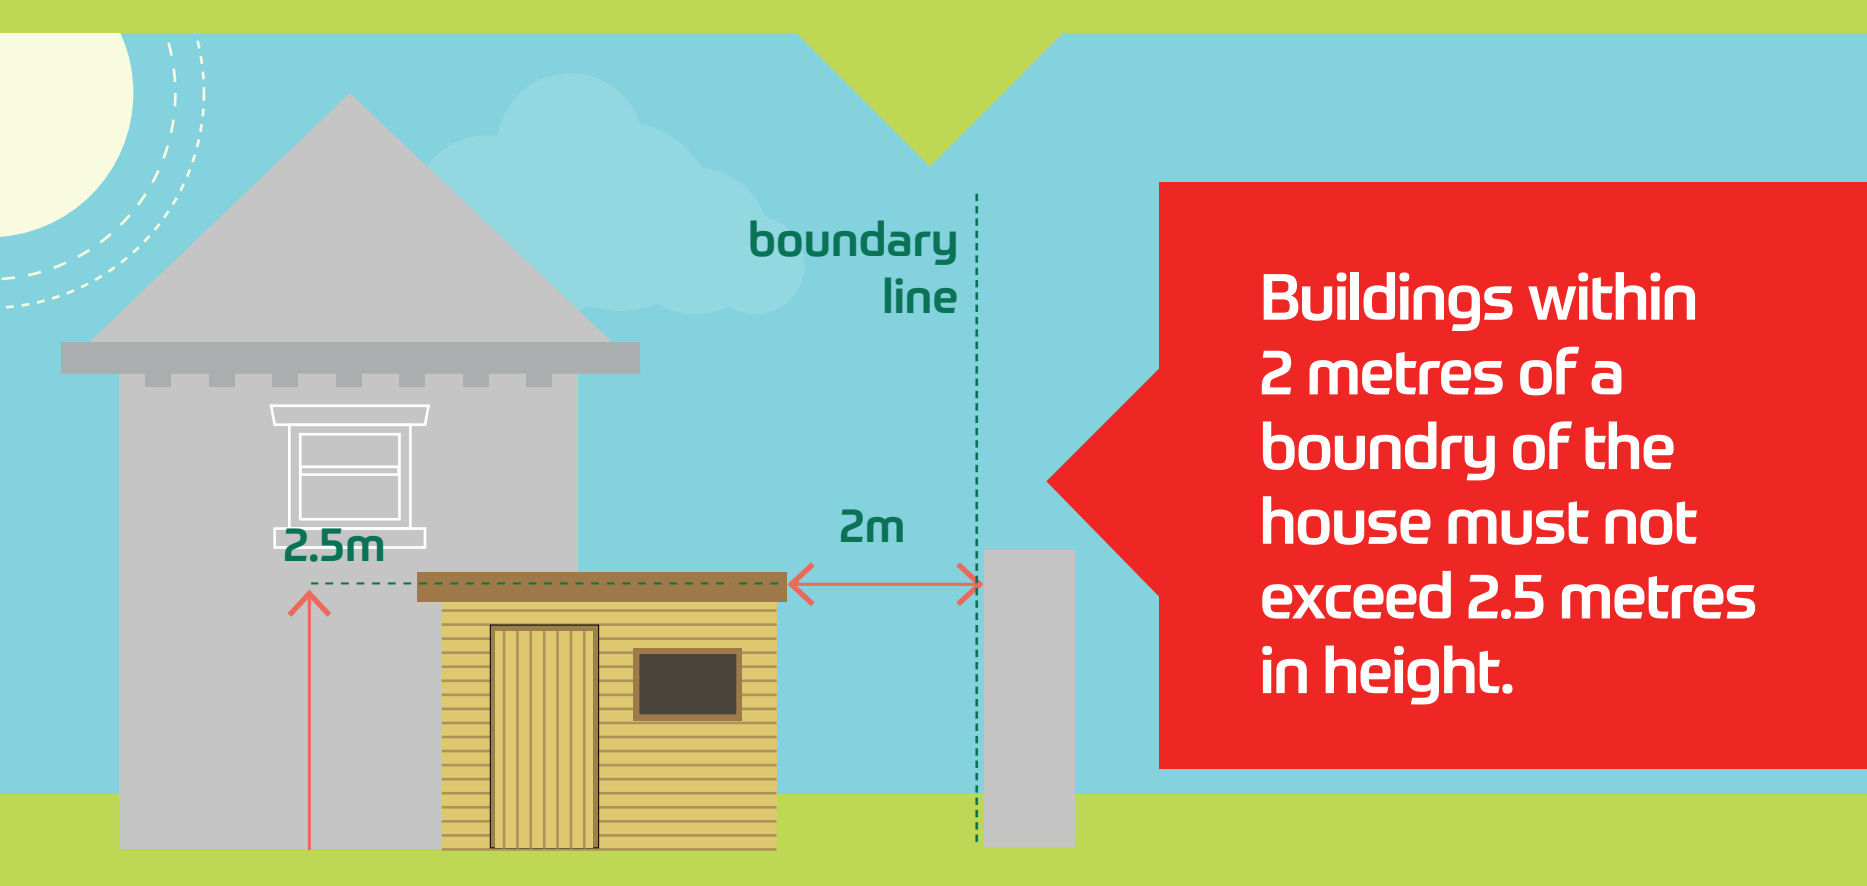 boundary
line
2m
2.5m
Buildings within
2 metres of a
boundry of the
house must not
exceed 2.5 metres
in height.